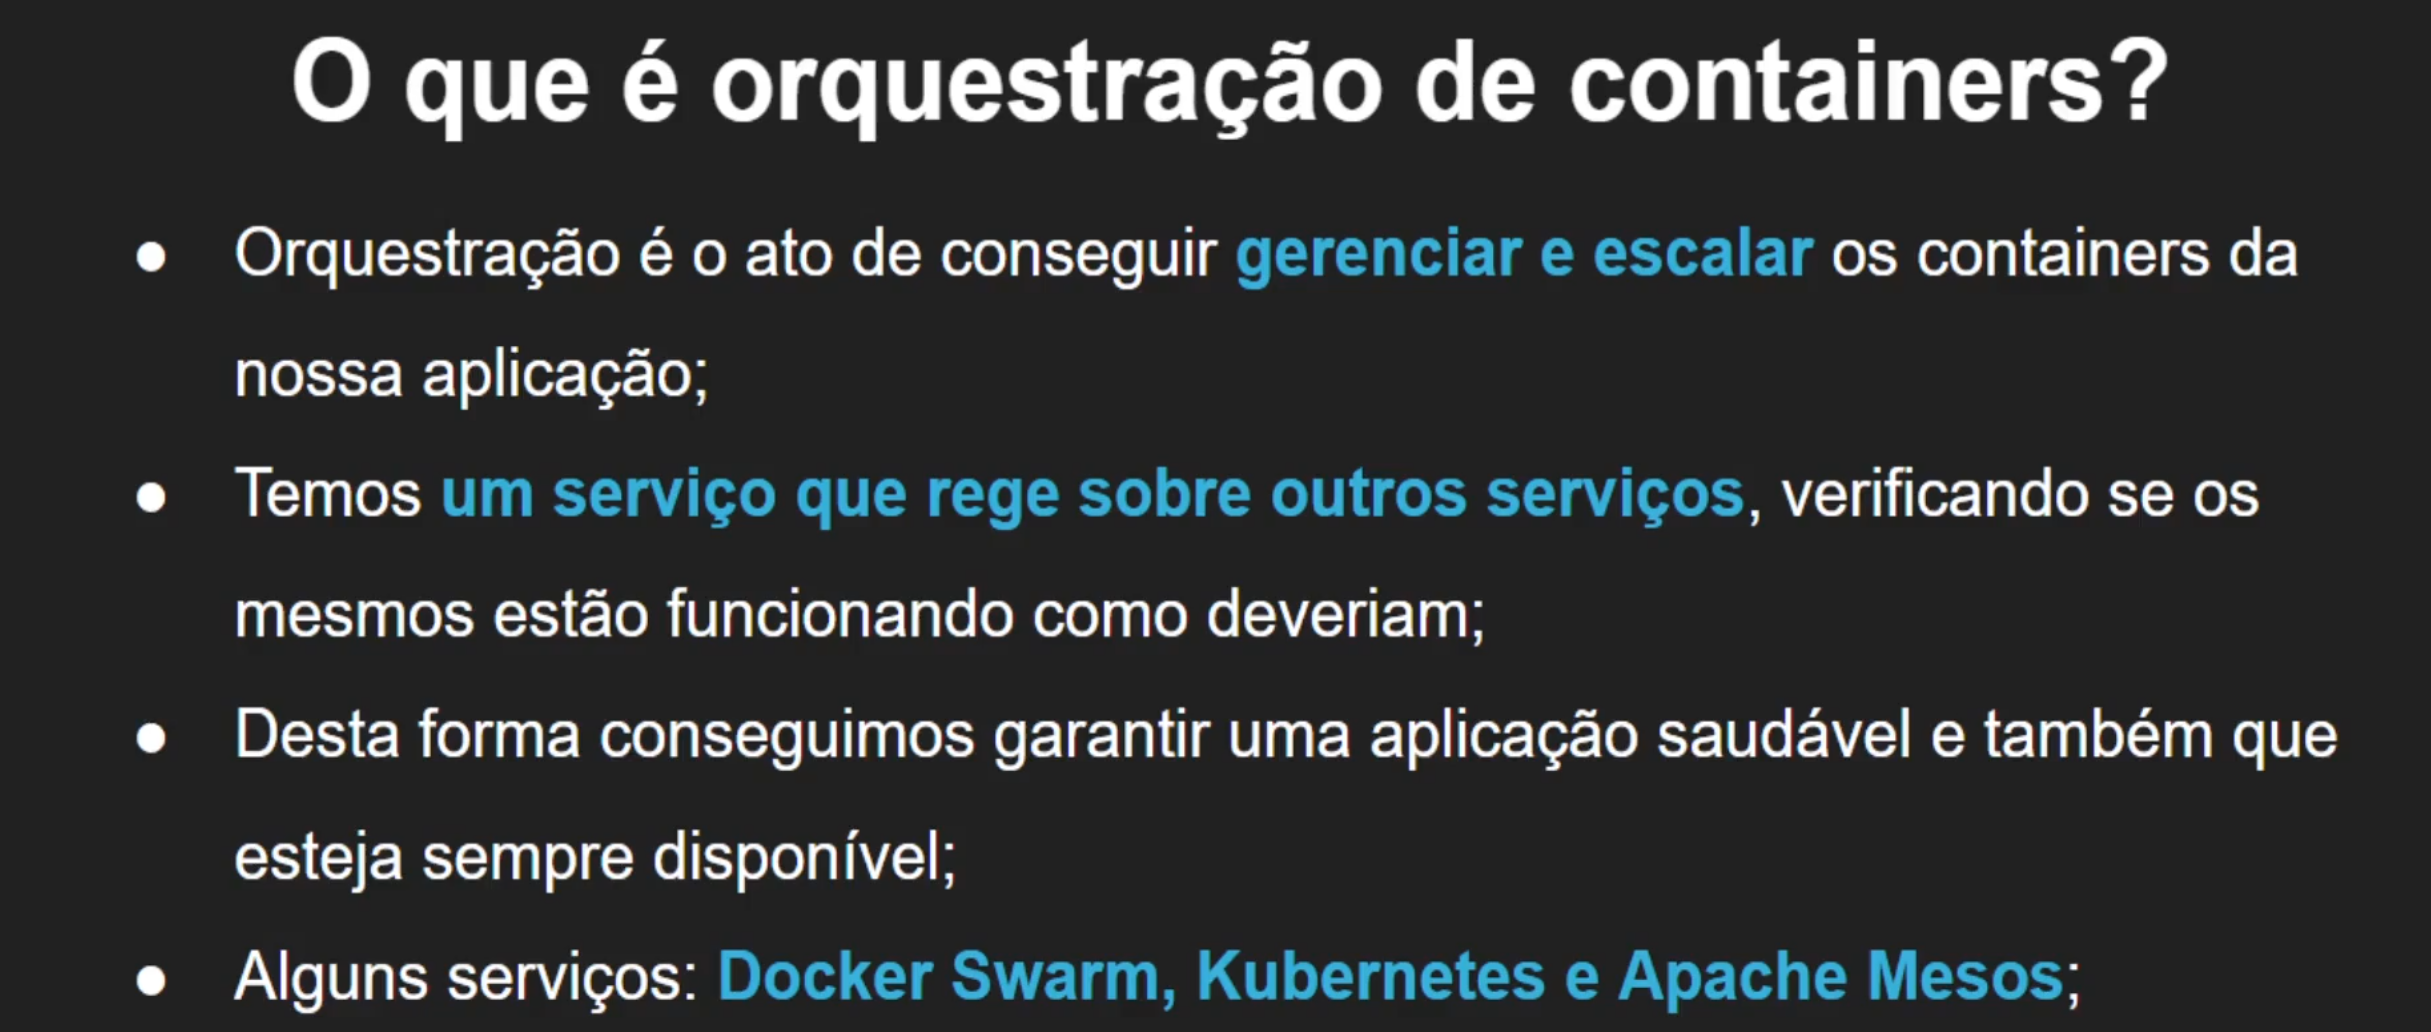 O que é orquestração de containers?
● Orquestração é o ato de conseguir gerenciar e escalar os containers da
nossa aplicação;
● Temos um serviço que rege sobre outros serviços, verificando se os
mesmos estão funcionando como deveriam;
● Desta forma conseguimos garantir uma aplicação saudável e também que
esteja sempre disponível;
● Alguns serviços: Docker Swarm, Kubernetes e Apache Mesos;